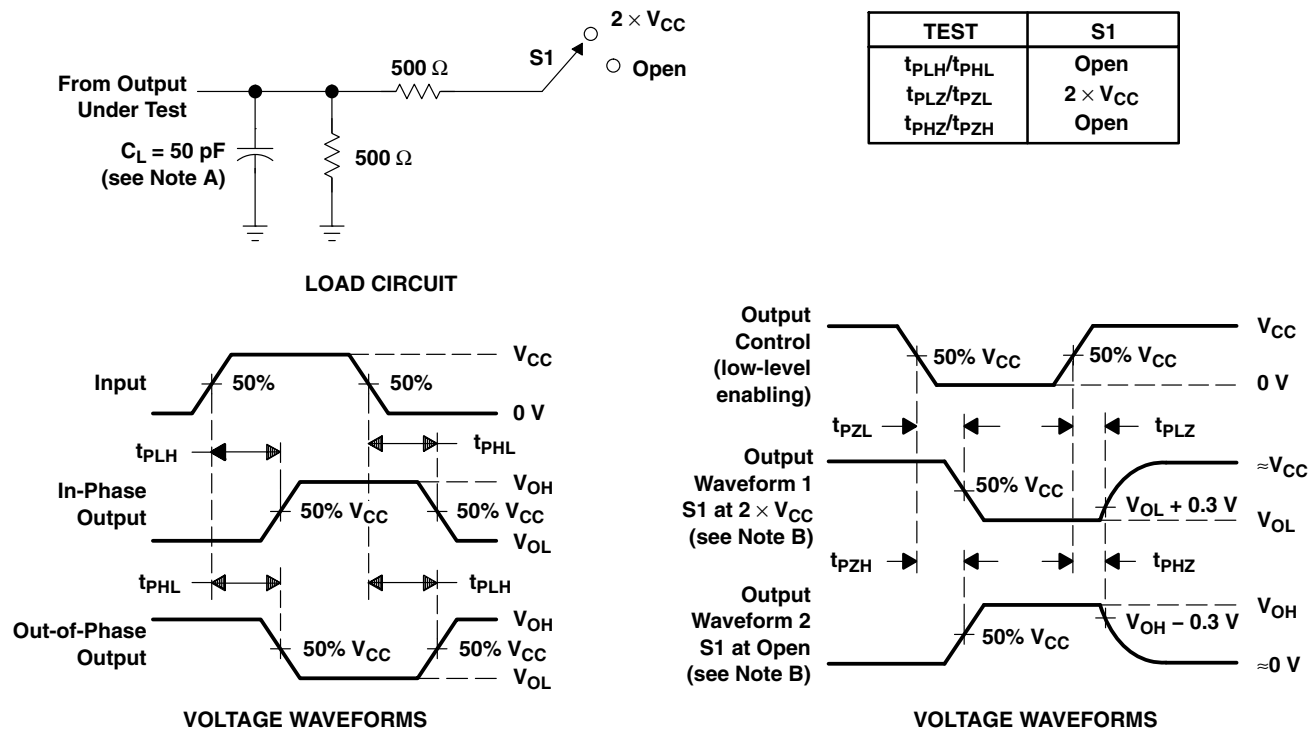 2 × VCC
S1
Open
500 Ω
From Output
Under Test
CL = 50 pF
(see Note A)
500 Ω
LOAD CIRCUIT
TEST S1
tPLH/tPHL Open
tPLZ/tPZL 2 × VCC
tPHZ/tPZH Open
Input
50%
50%
VCC
0 V
tPLH
tPHL
In-Phase
Output
50% VCC
50% VCC
VOH
VOL
tPHL
tPLH
Out-of-Phase
Output
50% VCC
50% VCC
VOH
VOL
VOLTAGE WAVEFORMS
Output
Control
(low-level
enabling)
50% VCC
50% VCC
VCC
0 V
tPZL
tPLZ
Output
Waveform 1
S1 at 2 × VCC
(see Note B)
50% VCC
VOL + 0.3 V
≈VCC
VOL
tPZH
tPHZ
Output
Waveform 2
S1 at Open
(see Note B)
50% VCC
VOH − 0.3 V
VOH
≈0 V
VOLTAGE WAVEFORMS